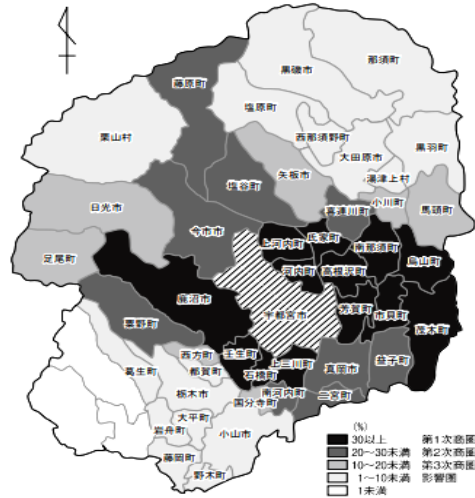 那須町
黒磯市
藤原町
塩原町
栗山村
西那須野町
黒羽町
大田原市
矢板市
湯津上村
塩谷町
小川町
喜連川町
馬頭町
日光市
今市市
上河内町
氏家町
南那須町
足尾町
烏山町
河内町
高根沢町
鹿沼市
宇都宮市
芳賀町
市貝町
茂木町
粟野町
西方町
壬生町
上三川町
益子町
葛生町
都賀町
石橋町
真岡市
栃木市
南河内町
二宮町
国分寺町
大平町
岩舟町
小山市
藤岡町
野木町
(%)
30以上 第1次商圏
20~30未満 第2次商圏
10~20未満 第3次商圏
1~10未満 影響圏
1未満